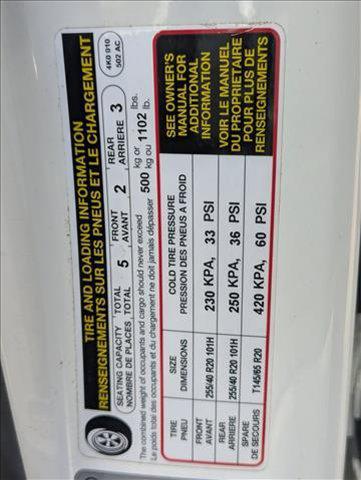 TIRE AND LOADING INFORMATION
RENSEIGNEMENTS SUR LES PNEUS ET LE CHARGEMENT
4K0 010
502 AC
SEATING CAPACITY TOTAL 5 FRONT 2 REAR 3
NOMBRE DE PLACES TOTAL AVANT ARRIERE
The combined weight of occupants and cargo should never exceed 500 kg or 1102 lbs.
Le poids total des occupants et du chargement ne doit jamais dépasser kg ou lb.
TIRE SIZE COLD TIRE PRESSURE
PNEU DIMENSIONS PRESSION DES PNEUS A FROID
FRONT
AVANT 255/40 R20 101H 230 KPA, 33 PSI
REAR
ARRIERE 255/40 R20 101H 250 KPA, 36 PSI
SPARE
DE SECOURS T145/65 R20 420 KPA, 60 PSI
SEE OWNER'S
MANUAL FOR
ADDITIONAL
INFORMATION
VOIR LE MANUEL
DU PROPRIETAIRE
POUR PLUS DE
RENSEIGNEMENTS